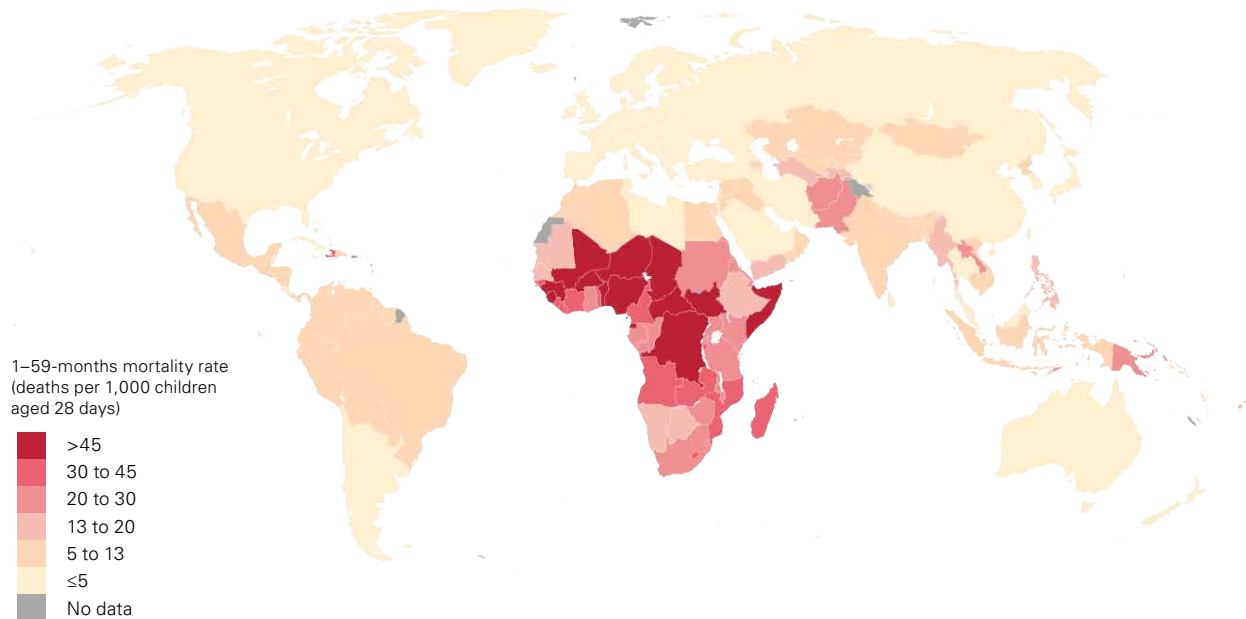 1–59-months mortality rate
(deaths per 1,000 children
aged 28 days)
>45
30 to 45
20 to 30
13 to 20
5 to 13
≤5
No data